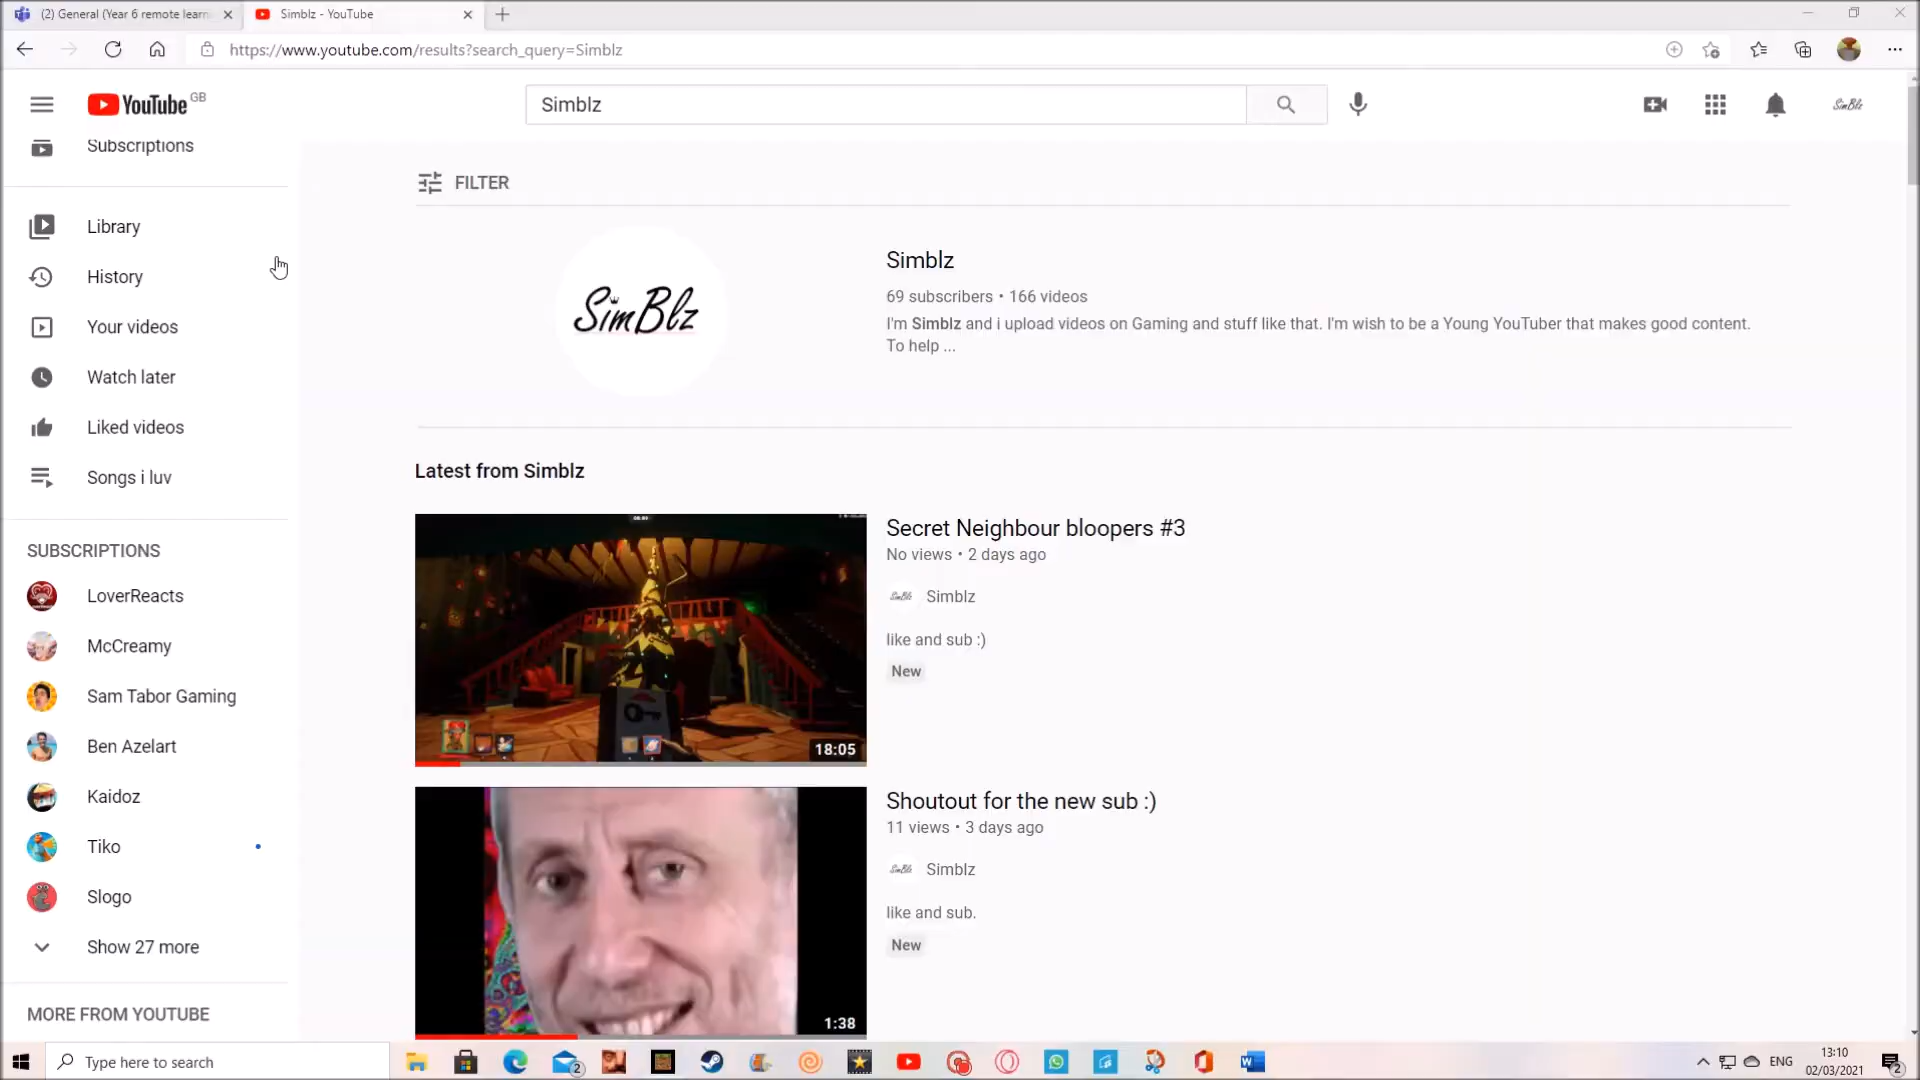 (2) General (Year 6 remote learn
Simblz - YouTube
https://www.youtube.com/results?search_query=Simblz
YouTube GB
Simblz
SimBlz
Subscriptions
Library
History
Your videos
Watch later
Liked videos
Songs i luv
SUBSCRIPTIONS
LoverReacts
McCreamy
Sam Tabor Gaming
Ben Azelart
Kaidoz
Tiko
Slogo
Show 27 more
MORE FROM YOUTUBE
FILTER
SimBlz
Simblz
69 subscribers • 166 videos
I'm Simblz and i upload videos on Gaming and stuff like that. I'm wish to be a Young YouTuber that makes good content.
To help ...
Latest from Simblz
18:05
Secret Neighbour bloopers #3
No views • 2 days ago
SimBlz
Simblz
like and sub :)
New
1:38
Shoutout for the new sub :)
11 views • 3 days ago
SimBlz
Simblz
like and sub.
New
Type here to search
2
ENG
13:10
02/03/2021
2